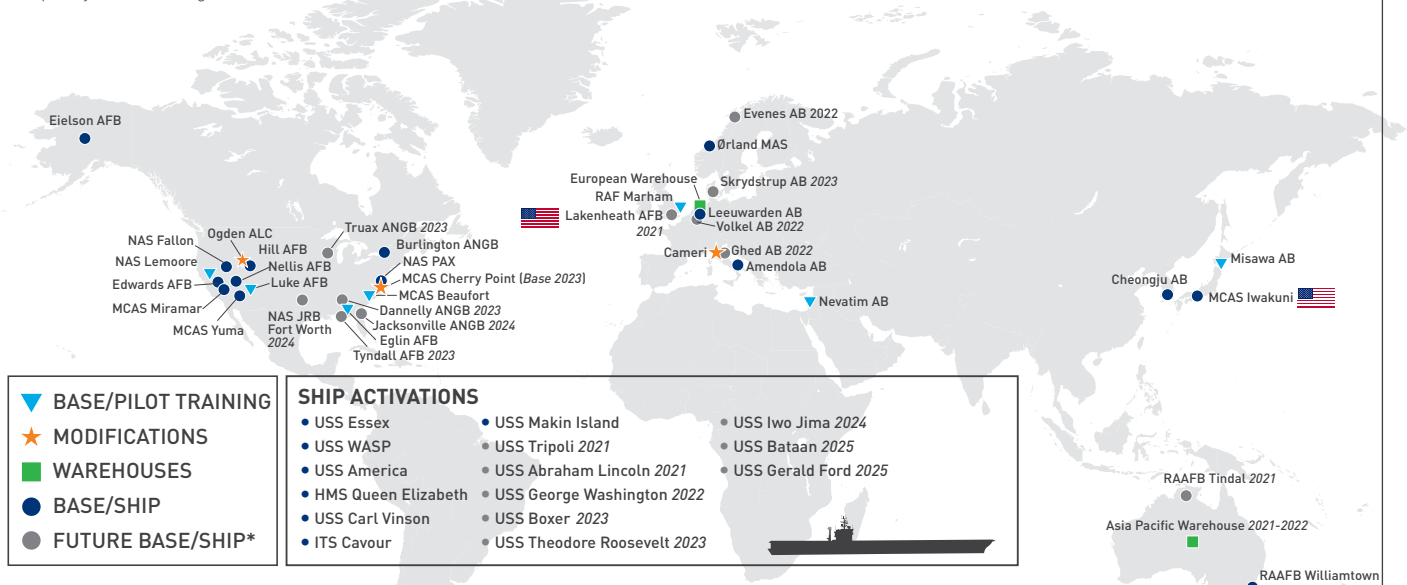 Eielson AFB
Evenes AB 2022
Ørland MAS
European Warehouse
Skrydstrup AB 2023
RAF Marham
Lakenheath AFB
2021
Leeuwarden AB
Volkel AB 2022
Cameri
Ghed AB 2022
Amendola AB
Nevatim AB
Truax ANGB 2023
Ogden ALC
NAS Fallon
Hill AFB
Burlington ANGB
NAS Lemoore
Nellis AFB
NAS PAX
Edwards AFB
Luke AFB
MCAS Cherry Point (Base 2023)
MCAS Miramar
MCAS Beaufort
MCAS Yuma
NAS JRB
Fort Worth
2024
Dannelly ANGB 2023
Jacksonville ANGB 2024
Eglin AFB
Tyndall AFB 2023
Misawa AB
Cheongju AB
MCAS Iwakuni
BASE/PILOT TRAINING
MODIFICATIONS
WAREHOUSES
BASE/SHIP
FUTURE BASE/SHIP*
SHIP ACTIVATIONS
USS Essex
USS WASP
USS America
HMS Queen Elizabeth
USS Carl Vinson
ITS Cavour
USS Makin Island
USS Tripoli 2021
USS Abraham Lincoln 2021
USS George Washington 2022
USS Boxer 2023
USS Theodore Roosevelt 2023
USS Iwo Jima 2024
USS Bataan 2025
USS Gerald Ford 2025
RAAFB Tindal 2021
Asia Pacific Warehouse 2021-2022
RAAFB Williamtown